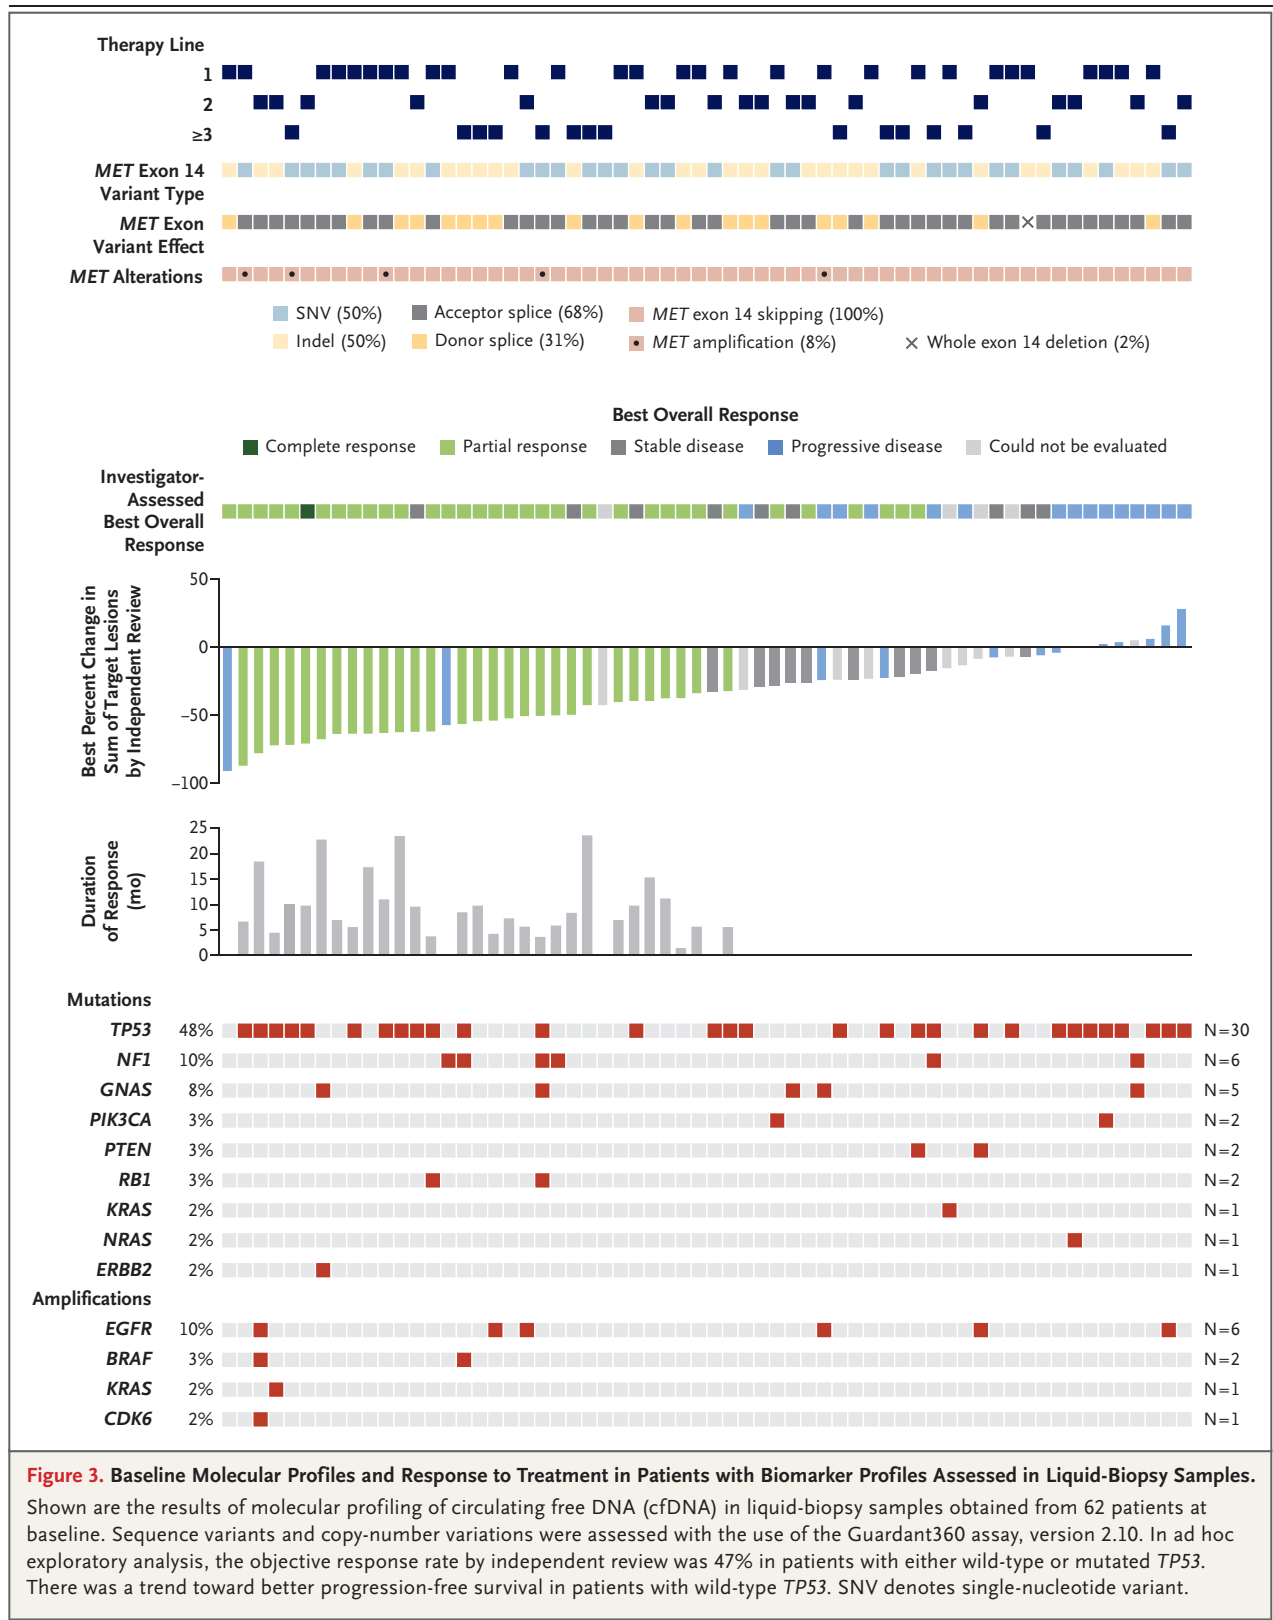 Therapy Line
1
2
≥3
MET Exon 14
Variant Type
MET Exon
Variant Effect
MET Alterations
SNV (50%)
Acceptor splice (68%)
MET exon 14 skipping (100%)
Indel (50%)
Donor splice (31%)
MET amplification (8%)
× Whole exon 14 deletion (2%)
Best Overall Response
Complete response
Partial response
Stable disease
Progressive disease
Could not be evaluated
Investigator-
Assessed
Best Overall
Response
Best Percent Change in
Sum of Target Lesions
by Independent Review
50
0
−50
−100
Duration
of Response
(mo)
25
20
15
10
5
0
Mutations
TP53 48% N=30
NF1 10% N=6
GNAS 8% N=5
PIK3CA 3% N=2
PTEN 3% N=2
RB1 3% N=2
KRAS 2% N=1
NRAS 2% N=1
ERBB2 2% N=1
Amplifications
EGFR 10% N=6
BRAF 3% N=2
KRAS 2% N=1
CDK6 2% N=1
Figure 3. Baseline Molecular Profiles and Response to Treatment in Patients with Biomarker Profiles Assessed in Liquid-Biopsy Samples.
Shown are the results of molecular profiling of circulating free DNA (cfDNA) in liquid-biopsy samples obtained from 62 patients at
baseline. Sequence variants and copy-number variations were assessed with the use of the Guardant360 assay, version 2.10. In ad hoc
exploratory analysis, the objective response rate by independent review was 47% in patients with either wild-type or mutated TP53.
There was a trend toward better progression-free survival in patients with wild-type TP53. SNV denotes single-nucleotide variant.